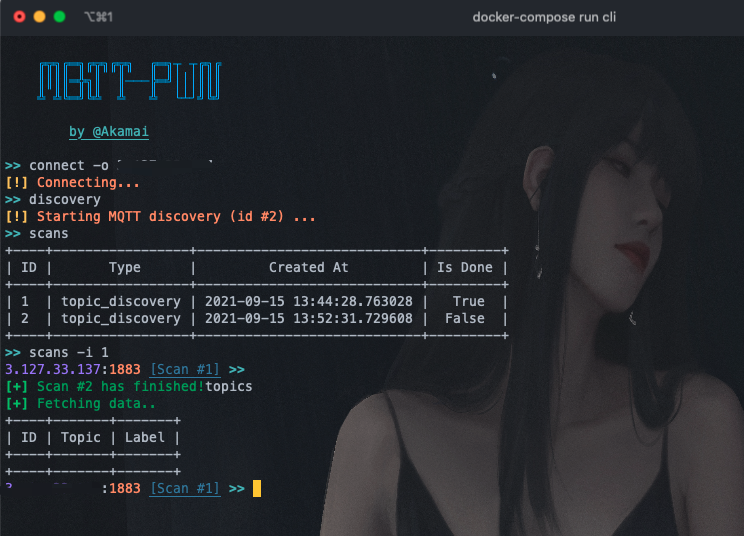 ⌥⌘1 docker-compose run cli
MQTT-PWN
by @Akamai
>> connect -o
[!] Connecting...
>> discovery
[!] Starting MQTT discovery (id #2) ...
>> scans
+----+-----------------+----------------------------+---------+
| ID | Type | Created At | Is Done |
+----+-----------------+----------------------------+---------+
| 1 | topic_discovery | 2021-09-15 13:44:28.763028 | True |
| 2 | topic_discovery | 2021-09-15 13:52:31.729608 | False |
+----+-----------------+----------------------------+---------+
>> scans -i 1
3.127.33.137:1883 [Scan #1] >>
[+] Scan #2 has finished!topics
[+] Fetching data..
+----+-------+-------+
| ID | Topic | Label |
+----+-------+-------+
+----+-------+-------+
:1883 [Scan #1] >>